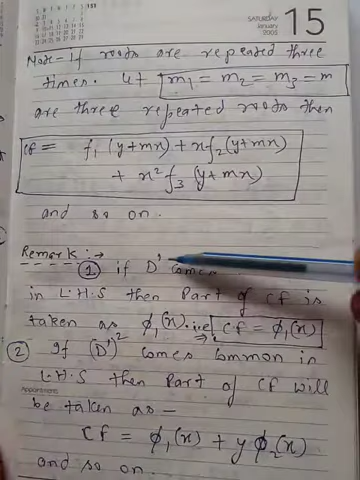 SATURDAY
JANUARY
2005
15
Note- If roots are repeated three
times. Let m₁ = m₂ = m₃ = m
are three repeated roots then
CF = f₁(y+mx) + xf₂(y+mx)
+ x²f₃(y+mx)
and so on.
Remark :→
① if D' comes
in L.H.S then Part of CF is
taken as ϕ₁(x). i.e, C.F = ϕ₁(x)
② If (D')² comes common in
L.H.S then Part of CF will
Appointment
be taken as —
CF = ϕ₁(x) + yϕ₂(x)
and so on.